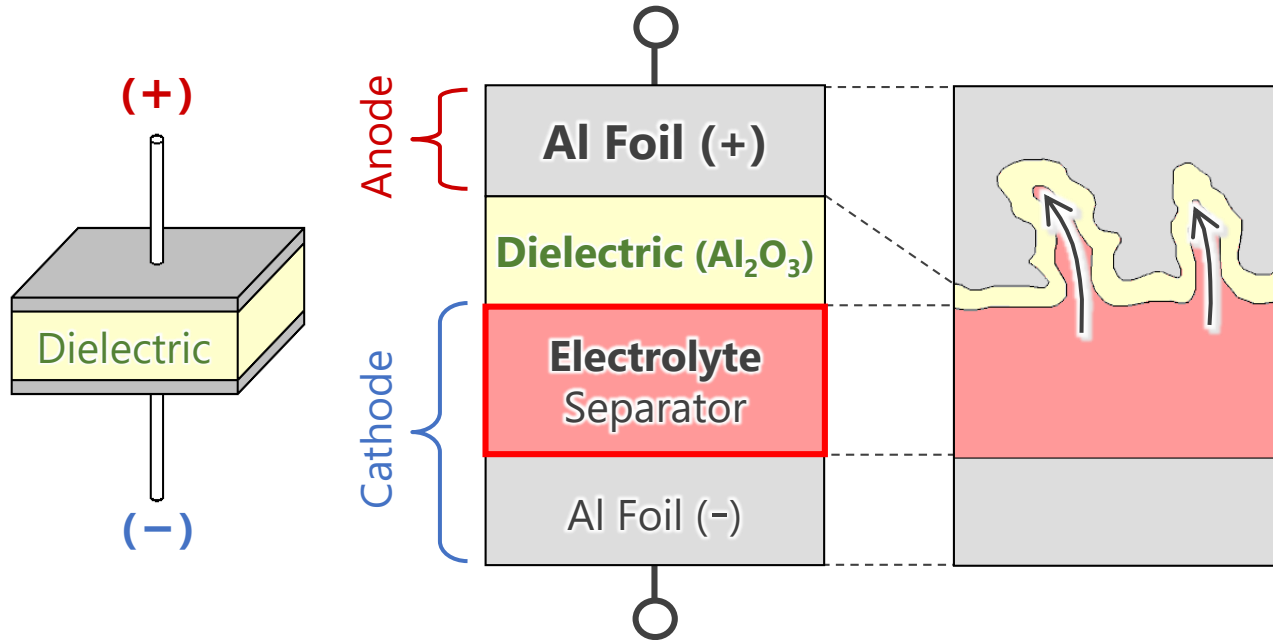 (+)
Dielectric
(−)
Anode
Cathode
Al Foil (+)
Dielectric (Al₂O₃)
Electrolyte
Separator
Al Foil (−)